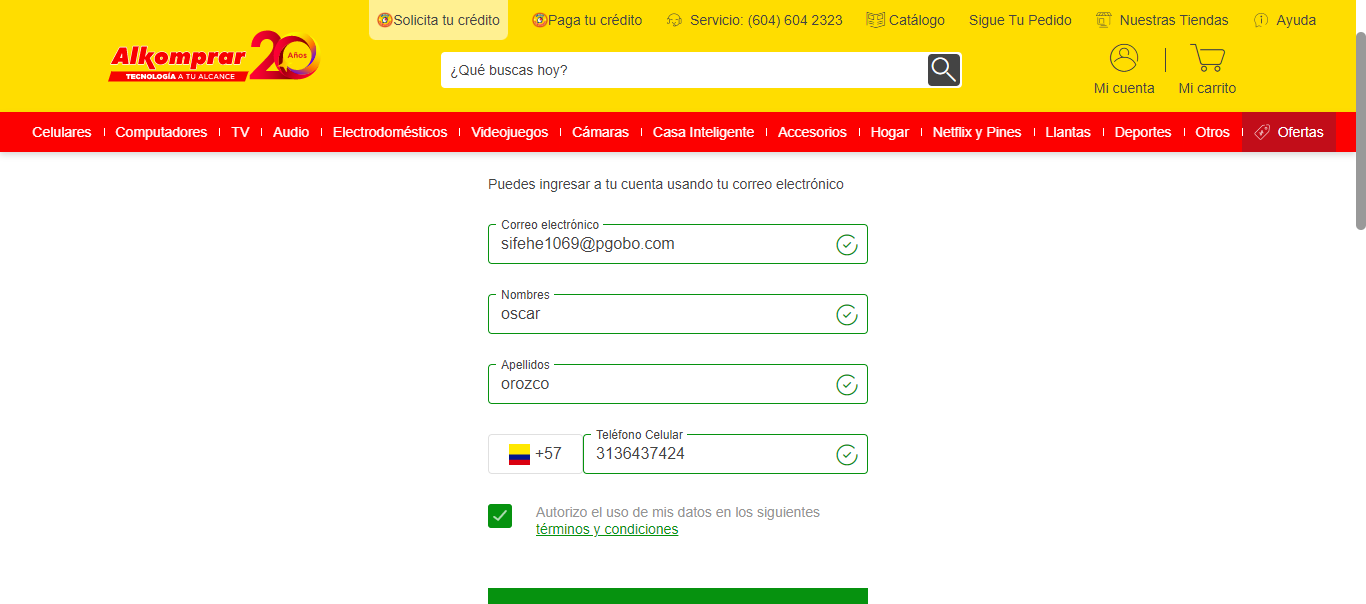 Solicita tu crédito
Paga tu crédito
Servicio: (604) 604 2323
Catálogo
Sigue Tu Pedido
Nuestras Tiendas
Ayuda
Alkomprar 20 Años
TECNOLOGÍA A TU ALCANCE
¿Qué buscas hoy?
Mi cuenta
Mi carrito
Celulares
Computadores
TV
Audio
Electrodomésticos
Videojuegos
Cámaras
Casa Inteligente
Accesorios
Hogar
Netflix y Pines
Llantas
Deportes
Otros
Ofertas
Puedes ingresar a tu cuenta usando tu correo electrónico
Correo electrónico
sifehe1069@pgobo.com
Nombres
oscar
Apellidos
orozco
Teléfono Celular
+57
3136437424
Autorizo el uso de mis datos en los siguientes
términos y condiciones